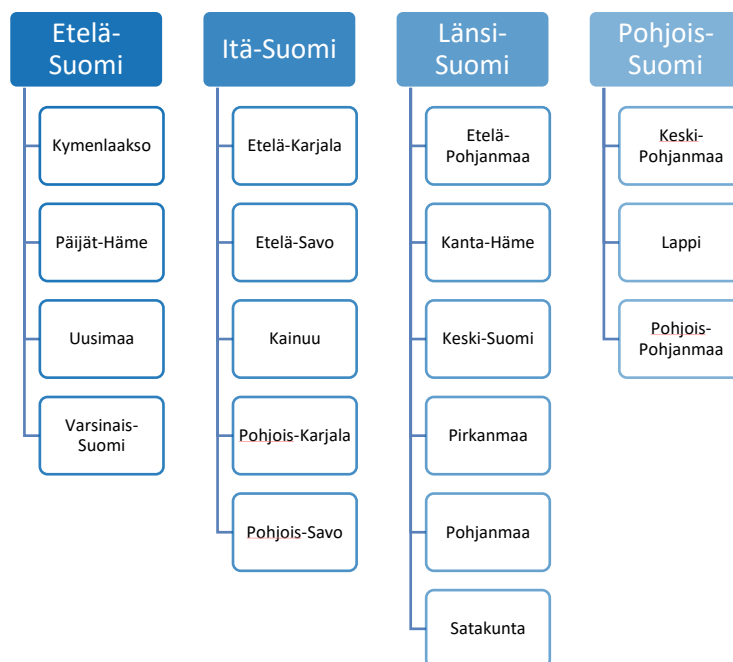 Etelä-
Suomi
Kymenlaakso
Päijät-Häme
Uusimaa
Varsinais-
Suomi
Itä-Suomi
Etelä-Karjala
Etelä-Savo
Kainuu
Pohjois-Karjala
Pohjois-Savo
Länsi-
Suomi
Etelä-
Pohjanmaa
Kanta-Häme
Keski-Suomi
Pirkanmaa
Pohjanmaa
Satakunta
Pohjois-
Suomi
Keski-
Pohjanmaa
Lappi
Pohjois-
Pohjanmaa